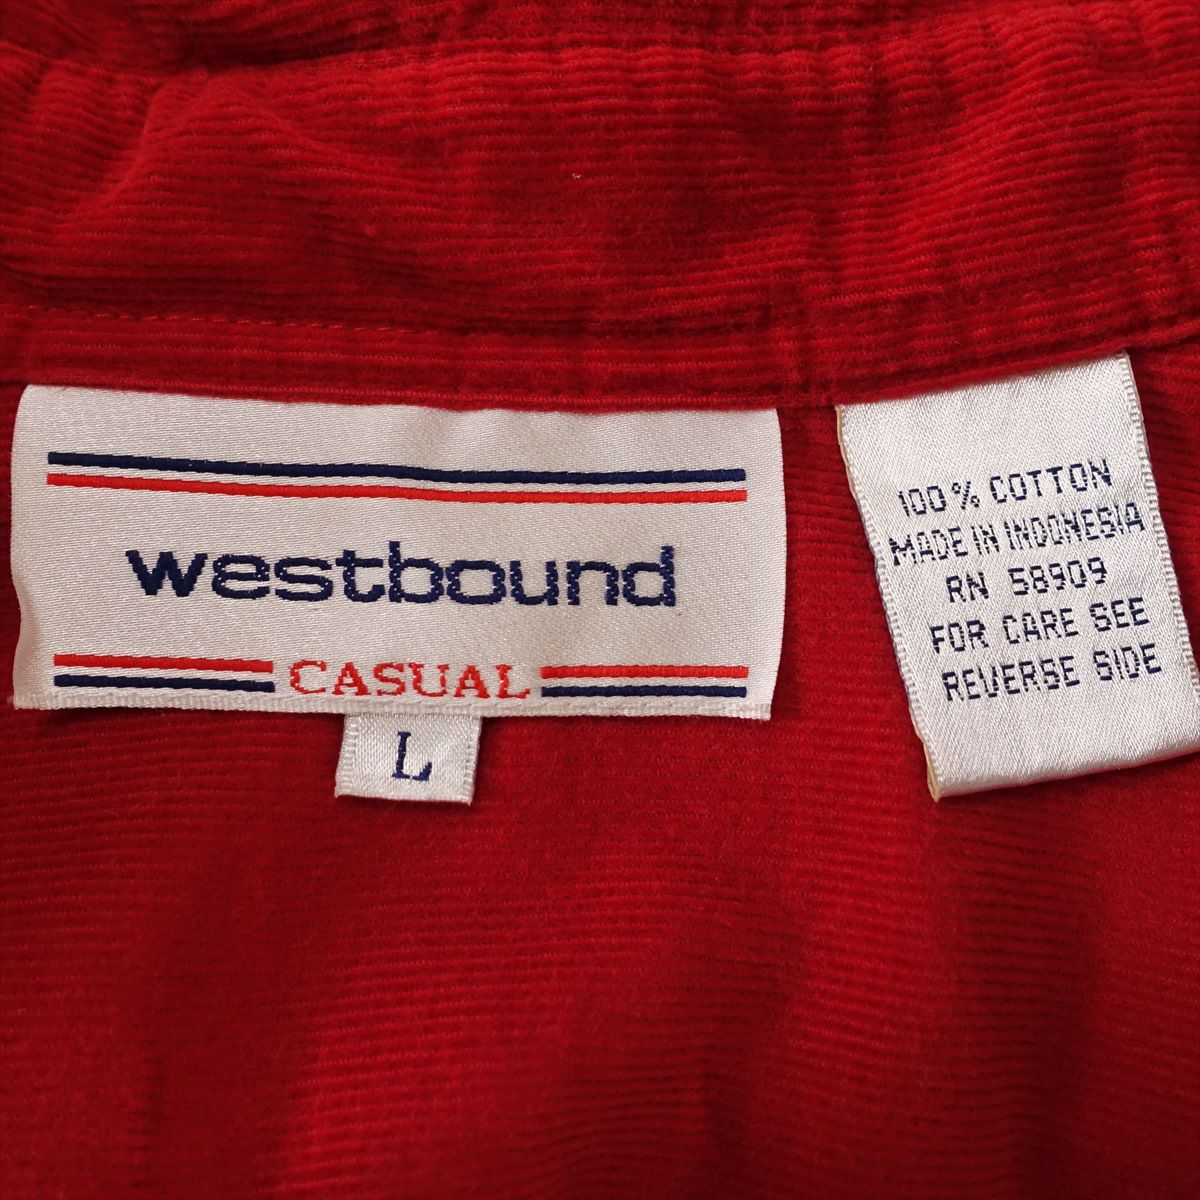 westbound
CASUAL
L
100% COTTON
MADE IN INDONESIA
RN 58909
FOR CARE SEE
REVERSE SIDE